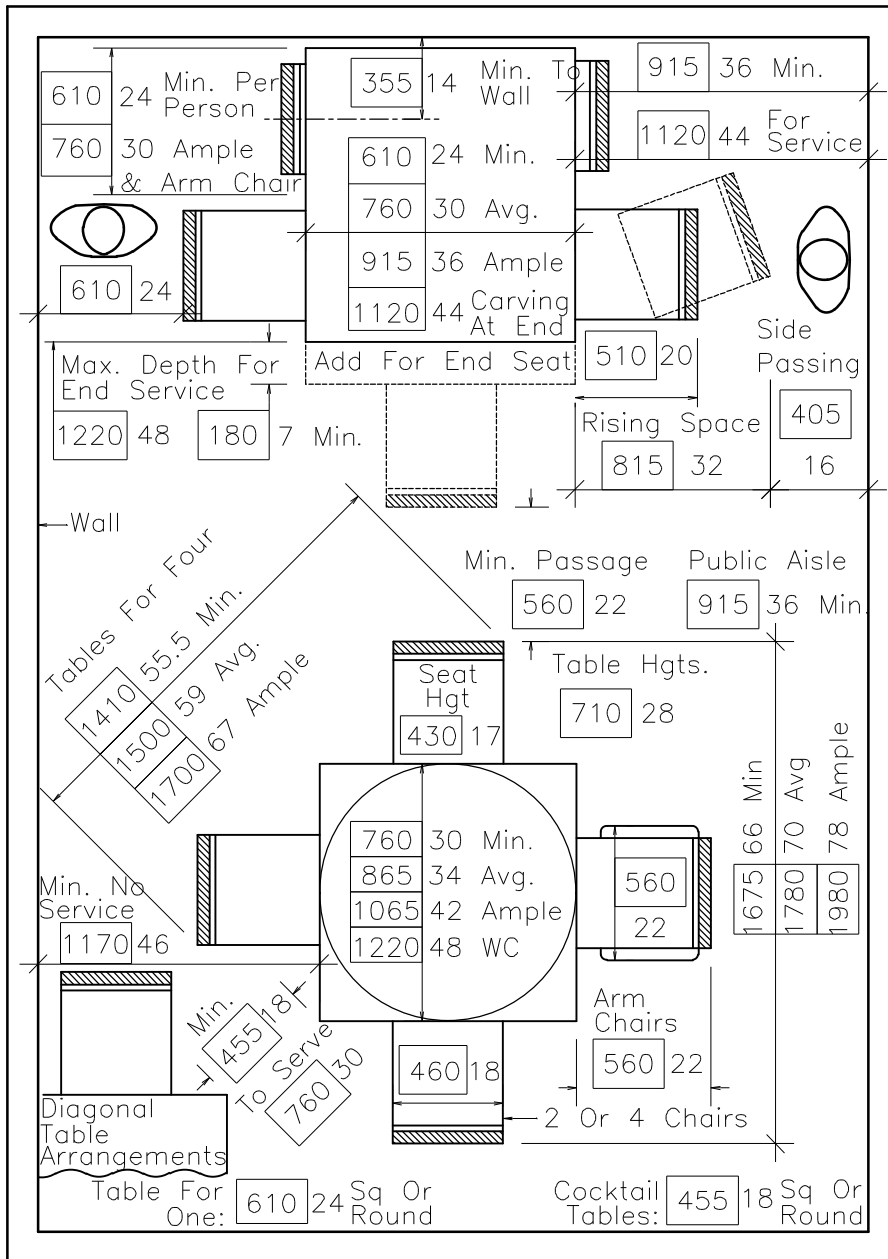 610 24 Min. Per
Person
760 30 Ample
& Arm Chair
355 14 Min. To
Wall
915 36 Min.
1120 44 For
Service
610 24 Min.
760 30 Avg.
915 36 Ample
1120 44 Carving
At End
610 24
Max. Depth For
End Service
1220 48
180 7 Min.
Add For End Seat
510 20
Side
Passing
405
16
Rising Space
815 32
Wall
Tables For Four
1410 55.5 Min.
1500 59 Avg.
1700 67 Ample
Min. Passage
560 22
Public Aisle
915 36 Min.
Seat
Hgt
430 17
Table Hgts.
710 28
1675 66 Min
1780 70 Avg
1980 78 Ample
760 30 Min.
865 34 Avg.
1065 42 Ample
1220 48 WC
560
22
Min. No
Service
1170 46
Min.
455 18
To Serve
760 30
460 18
Arm
Chairs
560 22
2 Or 4 Chairs
Diagonal
Table
Arrangements
Table For
One: 610 24 Sq Or
Round
Cocktail
Tables: 455 18 Sq Or
Round